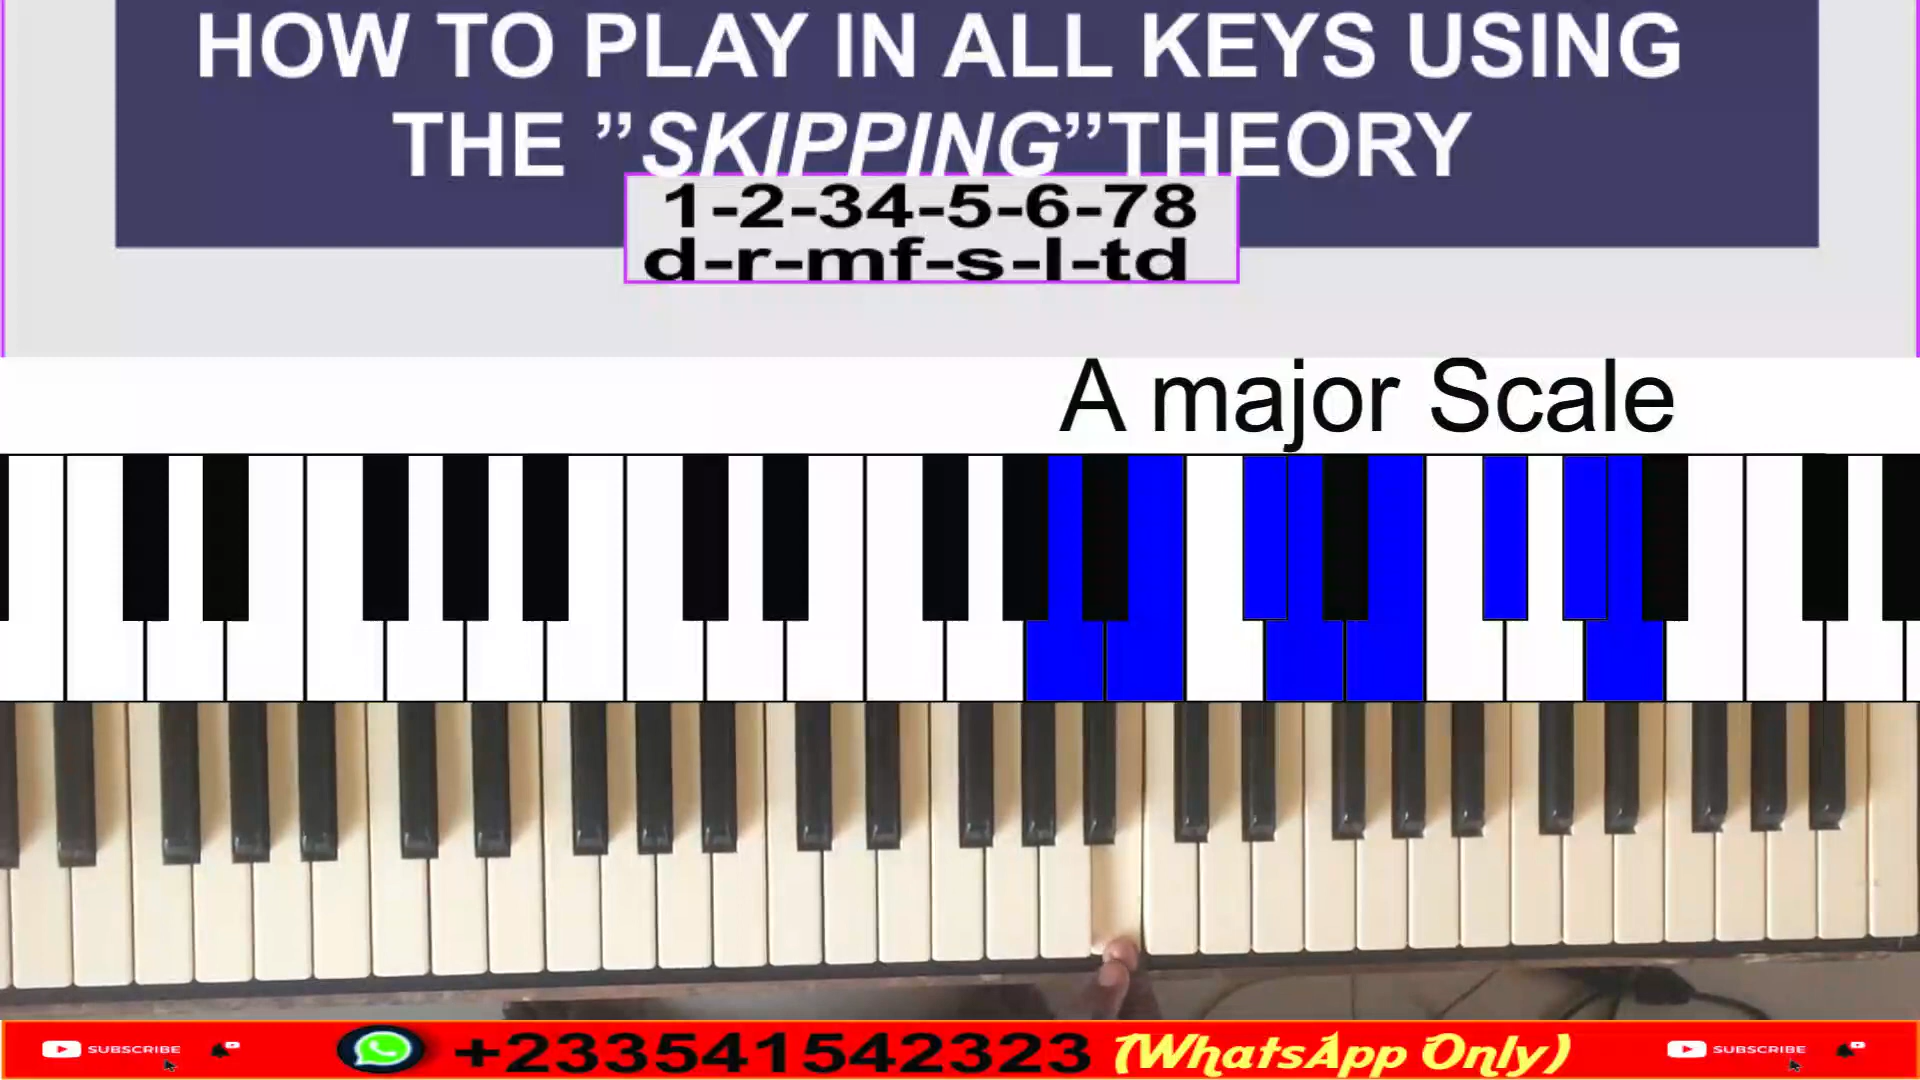 HOW TO PLAY IN ALL KEYS USING
THE ”SKIPPING”THEORY
1-2-34-5-6-78
d-r-mf-s-l-td
A major Scale
SUBSCRIBE
+233541542323 (WhatsApp Only)
SUBSCRIBE